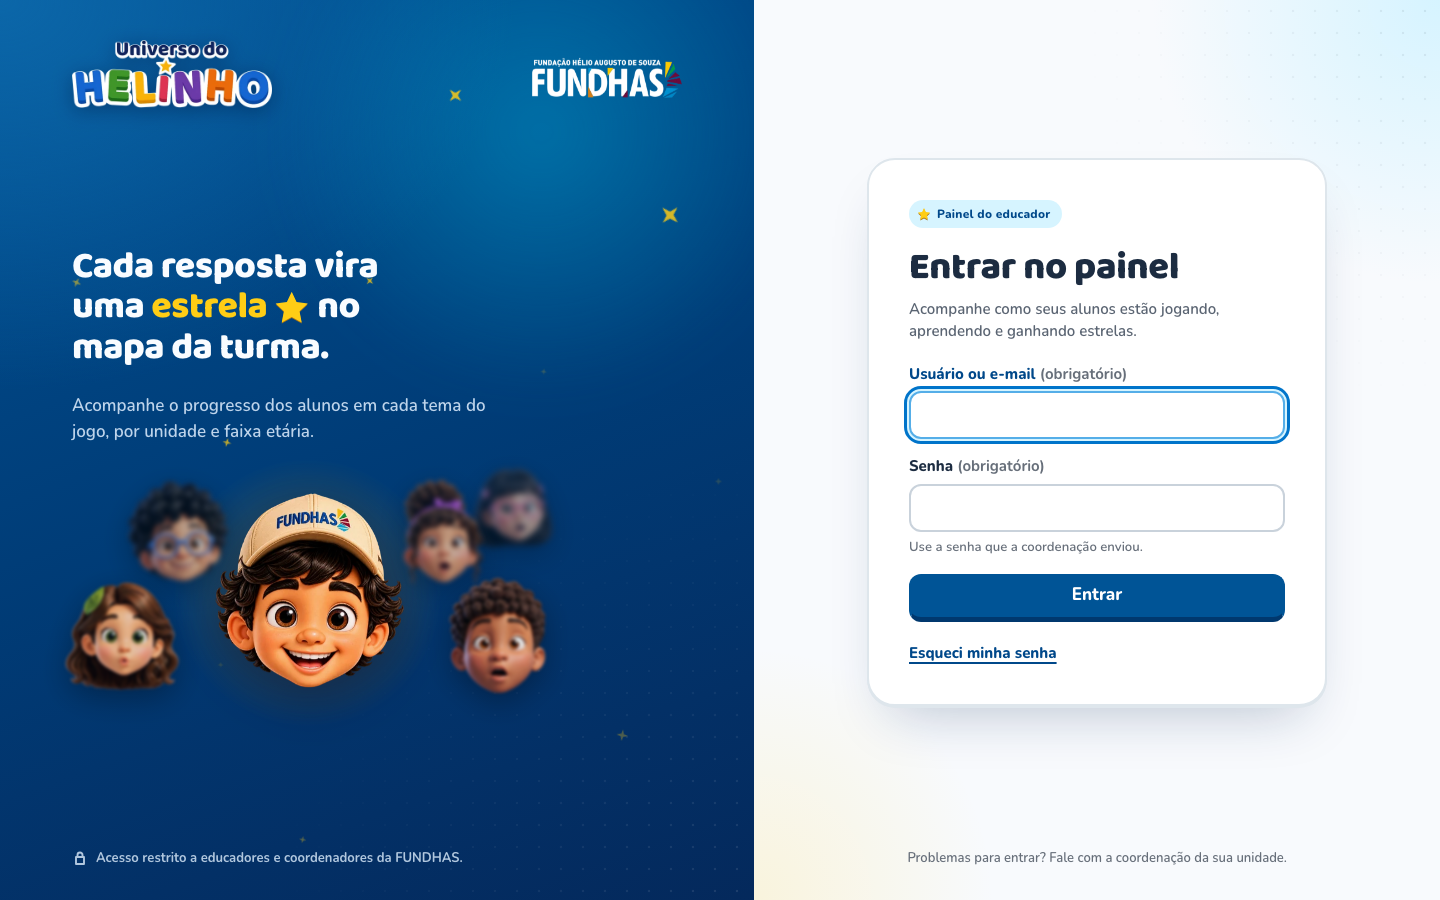 Universo do
HELINHO
FUNDAÇÃO HÉLIO AUGUSTO DE SOUZA
FUNDHAS
Cada resposta vira
uma estrela no
mapa da turma.
Acompanhe o progresso dos alunos em cada tema do
jogo, por unidade e faixa etária.
FUNDHAS
Acesso restrito a educadores e coordenadores da FUNDHAS.
Painel do educador
Entrar no painel
Acompanhe como seus alunos estão jogando,
aprendendo e ganhando estrelas.
Usuário ou e-mail (obrigatório)
Senha (obrigatório)
Use a senha que a coordenação enviou.
Entrar
Esqueci minha senha
Problemas para entrar? Fale com a coordenação da sua unidade.